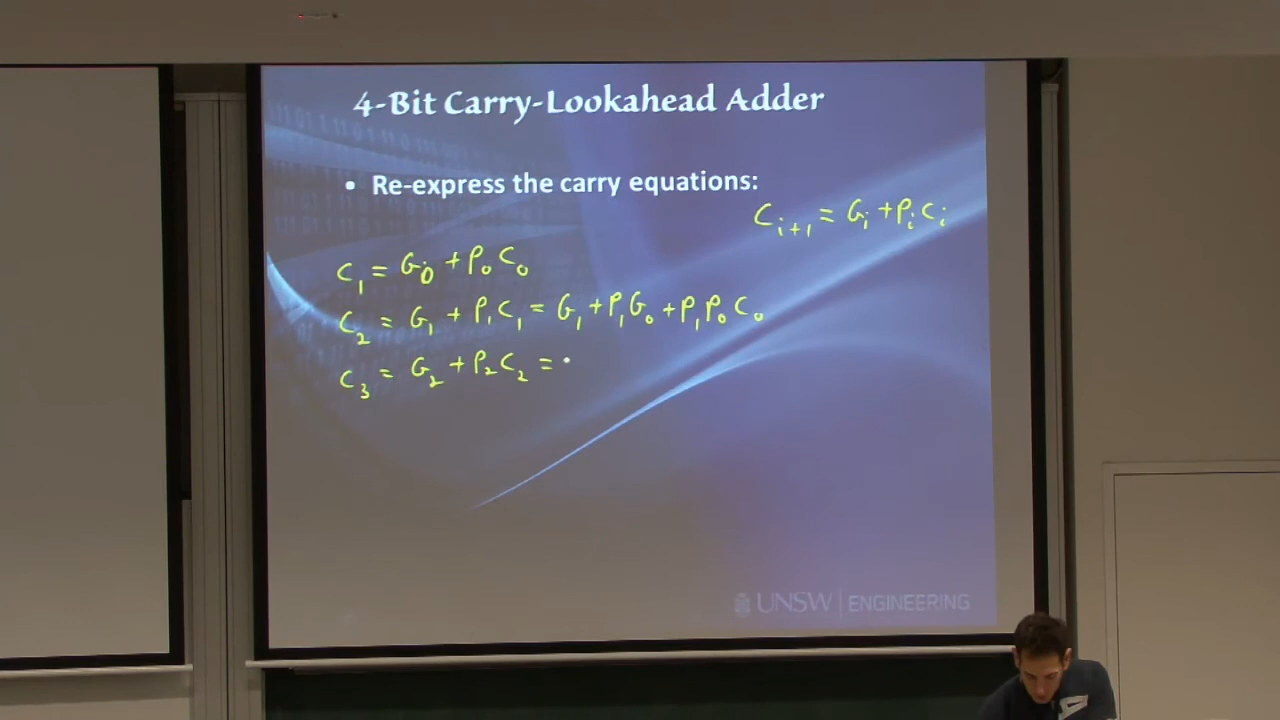 4-Bit Carry-Lookahead Adder
• Re-express the carry equations:
C_{i+1} = G_i + P_i C_i
C_1 = G_0 + P_0 C_0
C_2 = G_1 + P_1 C_1 = G_1 + P_1 G_0 + P_1 P_0 C_0
C_3 = G_2 + P_2 C_2 =
UNSW | ENGINEERING